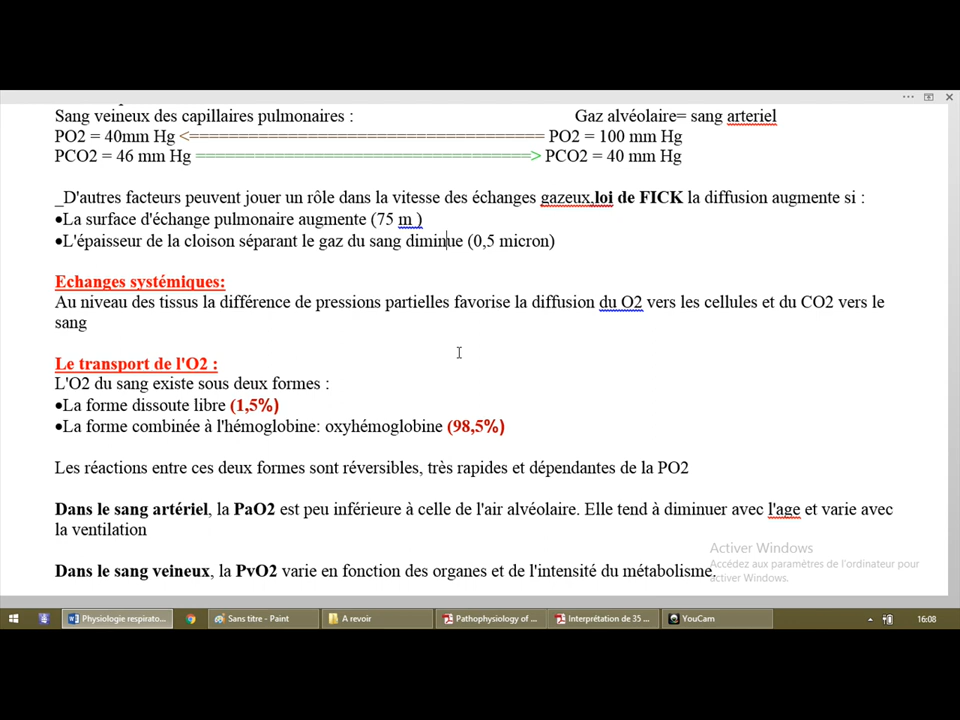 Sang veineux des capillaires pulmonaires : Gaz alvéolaire= sang arteriel
PO2 = 40mm Hg <==================================== PO2 = 100 mm Hg
PCO2 = 46 mm Hg ==================================> PCO2 = 40 mm Hg
_D'autres facteurs peuvent jouer un rôle dans la vitesse des échanges gazeux,loi de FICK la diffusion augmente si :
•La surface d'échange pulmonaire augmente (75 m )
•L'épaisseur de la cloison séparant le gaz du sang diminue (0,5 micron)
Echanges systémiques:
Au niveau des tissus la différence de pressions partielles favorise la diffusion du O2 vers les cellules et du CO2 vers le
sang
Le transport de l'O2 :
L'O2 du sang existe sous deux formes :
•La forme dissoute libre (1,5%)
•La forme combinée à l'hémoglobine: oxyhémoglobine (98,5%)
Les réactions entre ces deux formes sont réversibles, très rapides et dépendantes de la PO2
Dans le sang artériel, la PaO2 est peu inférieure à celle de l'air alvéolaire. Elle tend à diminuer avec l'age et varie avec
la ventilation
Dans le sang veineux, la PvO2 varie en fonction des organes et de l'intensité du métabolisme.
Activer Windows
Accédez aux paramètres de l'ordinateur pour
activer Windows.
Physiologie respirato... Sans titre - Paint A revoir Pathophysiology of ... Interprétation de 35 ... YouCam 16:08